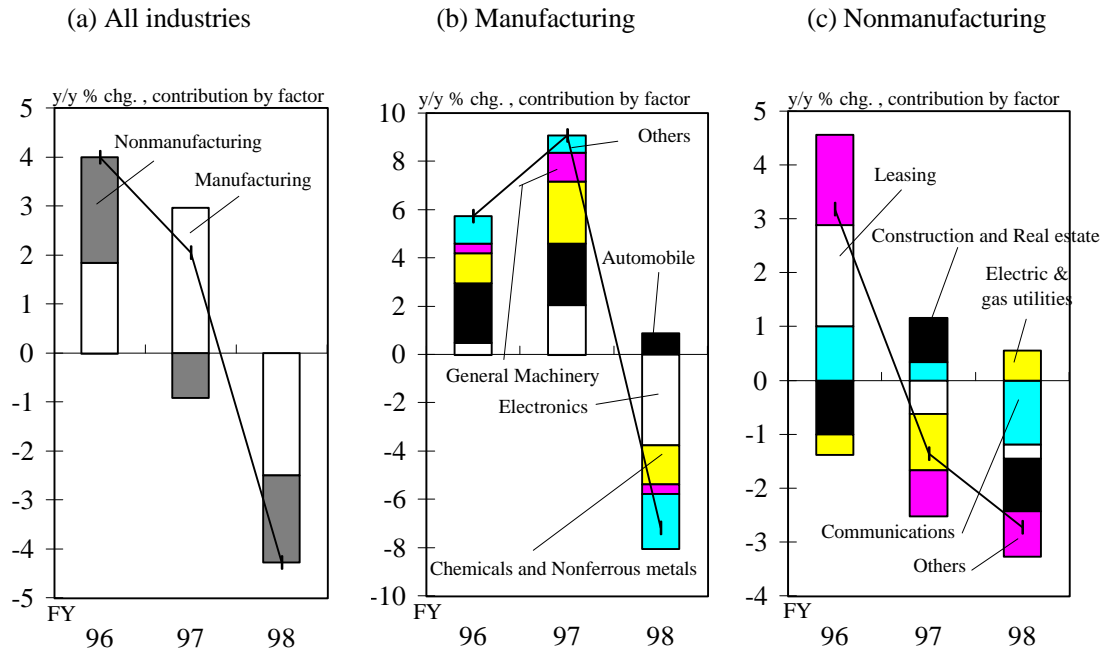 (a) All industries
(b) Manufacturing
(c) Nonmanufacturing
y/y % chg. , contribution by factor
5
4
3
2
1
0
-1
-2
-3
-4
-5
Nonmanufacturing
Manufacturing
FY
96
97
98
y/y % chg. , contribution by factor
10
8
6
4
2
0
-2
-4
-6
-8
-10
Others
Automobile
General Machinery
Electronics
Chemicals and Nonferrous metals
FY
96
97
98
y/y % chg. , contribution by factor
5
4
3
2
1
0
-1
-2
-3
-4
Leasing
Construction and Real estate
Electric &
gas utilities
Communications
Others
FY
96
97
98